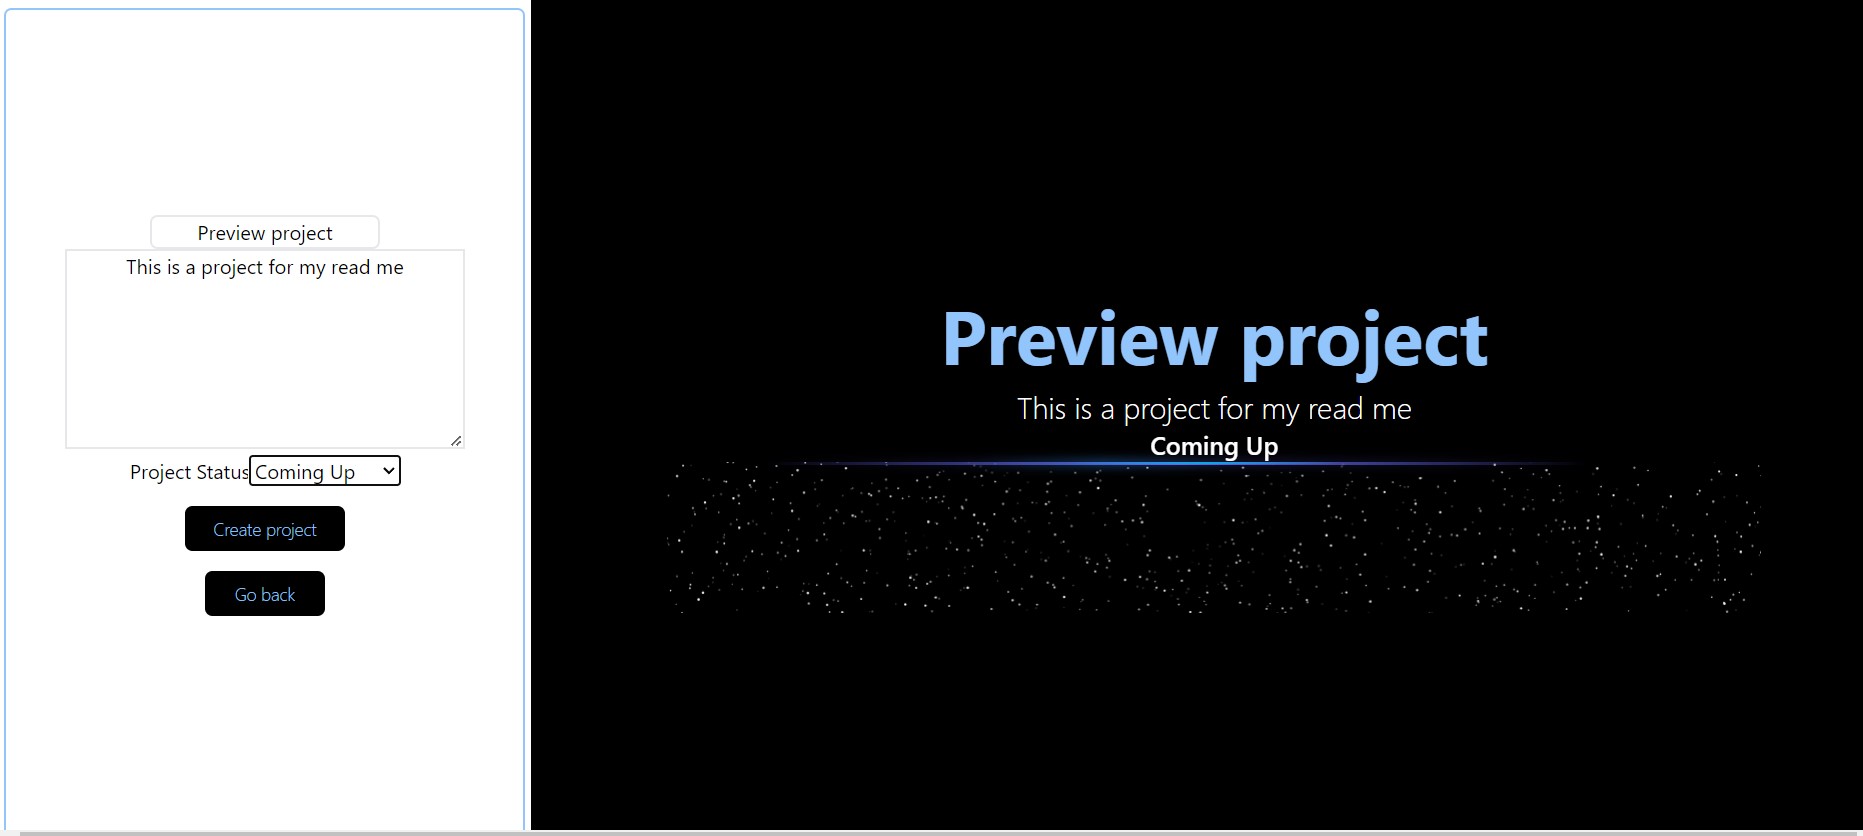 Preview project
This is a project for my read me
Project Status Coming Up
Create project
Go back
Preview project
This is a project for my read me
Coming Up